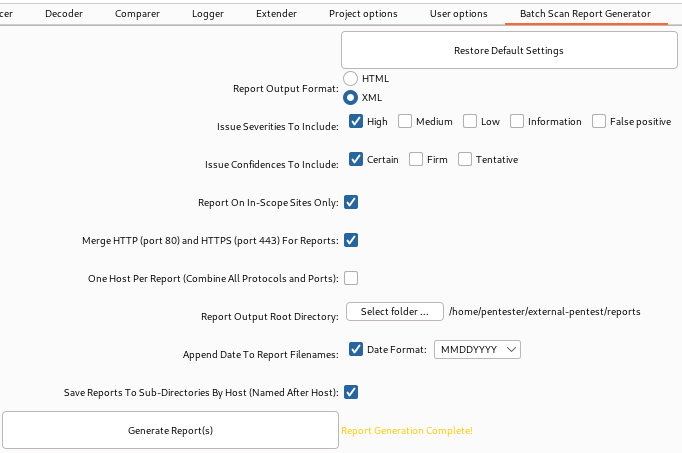 cer Decoder Comparer Logger Extender Project options User options Batch Scan Report Generator
Restore Default Settings
Report Output Format: HTML
XML
Issue Severities To Include: High Medium Low Information False positive
Issue Confidences To Include: Certain Firm Tentative
Report On In-Scope Sites Only:
Merge HTTP (port 80) and HTTPS (port 443) For Reports:
One Host Per Report (Combine All Protocols and Ports):
Report Output Root Directory: Select folder ... /home/pentester/external-pentest/reports
Append Date To Report Filenames: Date Format: MMDDYYYY
Save Reports To Sub-Directories By Host (Named After Host):
Generate Report(s) Report Generation Complete!